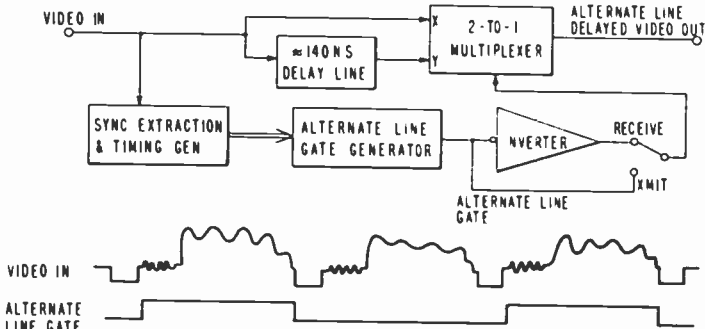 VIDEO IN
X
Y
2-TO-1
MULTIPLEXER
ALTERNATE LINE
DELAYED VIDEO OUT
≈140NS
DELAY LINE
SYNC EXTRACTION
& TIMING GEN
ALTERNATE LINE
GATE GENERATOR
NVERTER
RECEIVE
XMIT
ALTERNATE LINE
GATE
VIDEO IN
ALTERNATE
LINE GATE